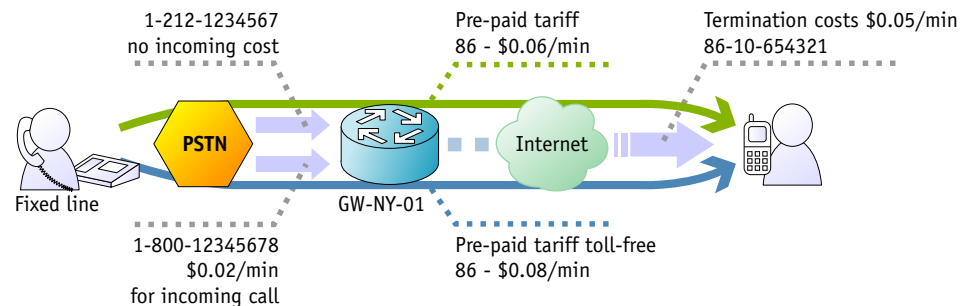 1-212-1234567
no incoming cost
Pre-paid tariff
86 - $0.06/min
Termination costs $0.05/min
86-10-654321
PSTN
Internet
Fixed line
GW-NY-01
1-800-12345678
$0.02/min
for incoming call
Pre-paid tariff toll-free
86 - $0.08/min